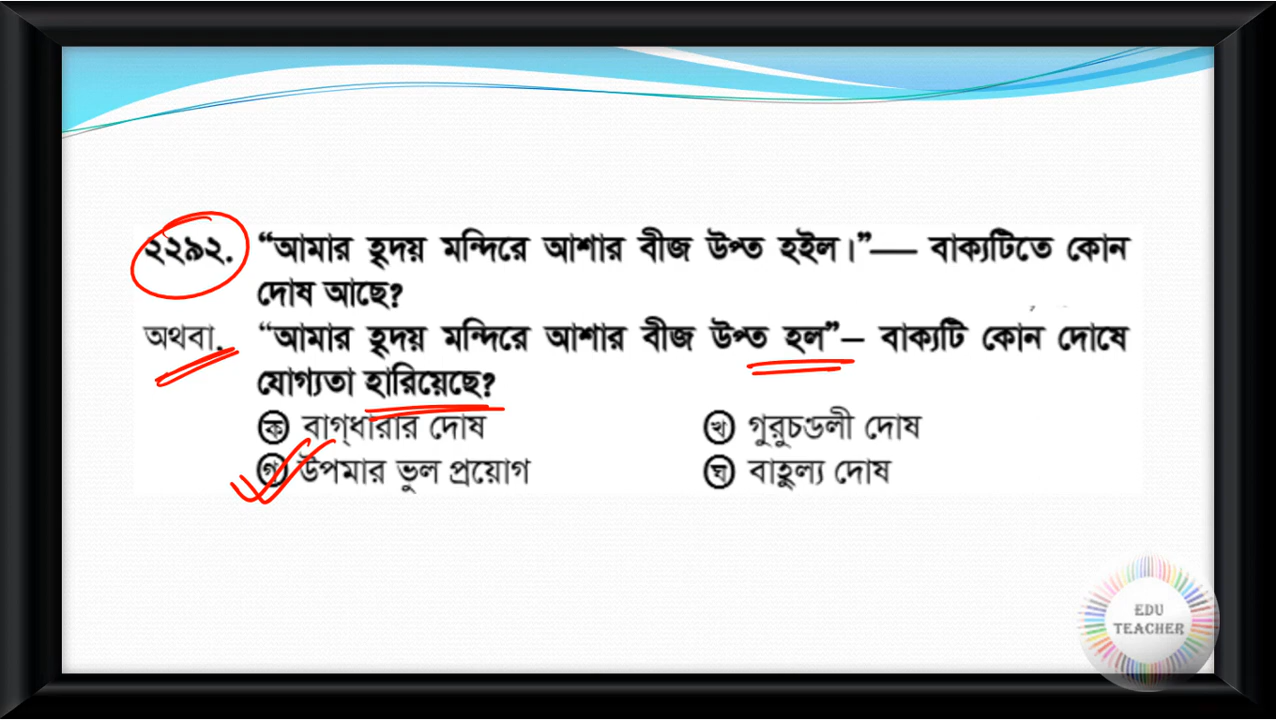 ২২৯২. “আমার হৃদয় মন্দিরে আশার বীজ উপ্ত হইল।”— বাক্যটিতে কোন
দোষ আছে?
অথবা, “আমার হৃদয় মন্দিরে আশার বীজ উপ্ত হল”– বাক্যটি কোন দোষে
যোগ্যতা হারিয়েছে?
ক বাগ্ধারার দোষ খ গুরুচণ্ডলী দোষ
গ উপমার ভুল প্রয়োগ ঘ বাহুল্য দোষ
EDU
TEACHER